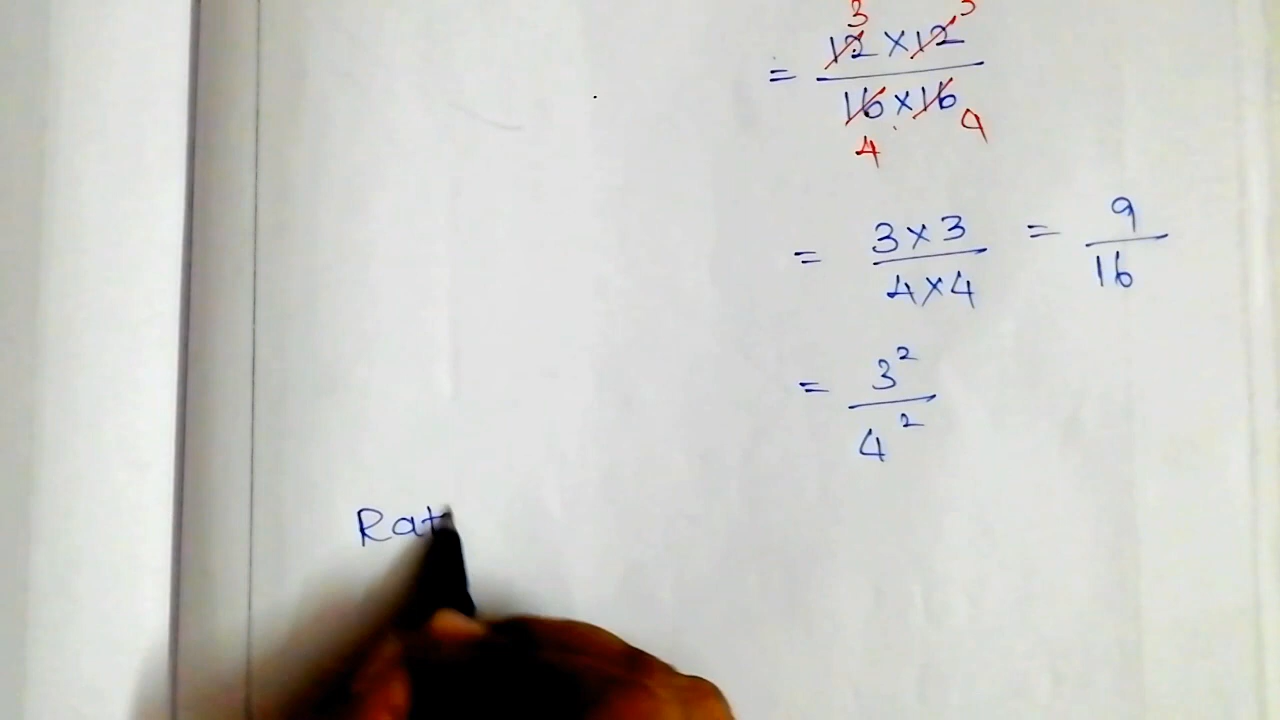 3 3
= 12 × 12
16 × 16
4 4
= 3 × 3 = 9
4 × 4 16
= 3²
4²
Rat